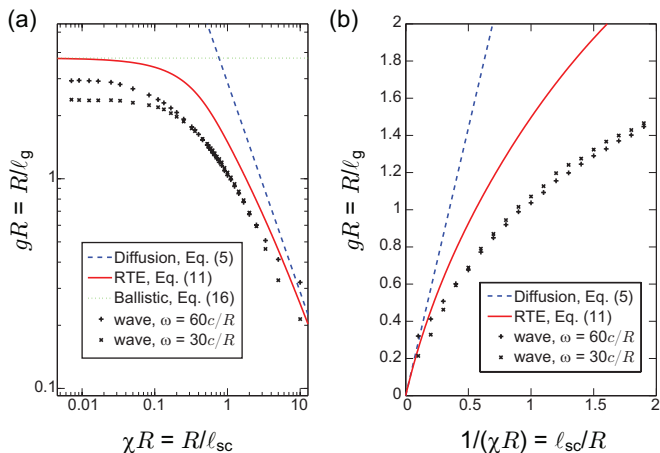 (a)
gR = R/ℓg
1
0.1
Diffusion, Eq. (5)
RTE, Eq. (11)
Ballistic, Eq. (16)
wave, ω = 60c/R
wave, ω = 30c/R
0.01 0.1 1 10
χR = R/ℓsc
(b)
gR = R/ℓg
2
1.8
1.6
1.4
1.2
1
0.8
0.6
0.4
0.2
0
Diffusion, Eq. (5)
RTE, Eq. (11)
wave, ω = 60c/R
wave, ω = 30c/R
0 0.5 1 1.5 2
1/(χR) = ℓsc/R